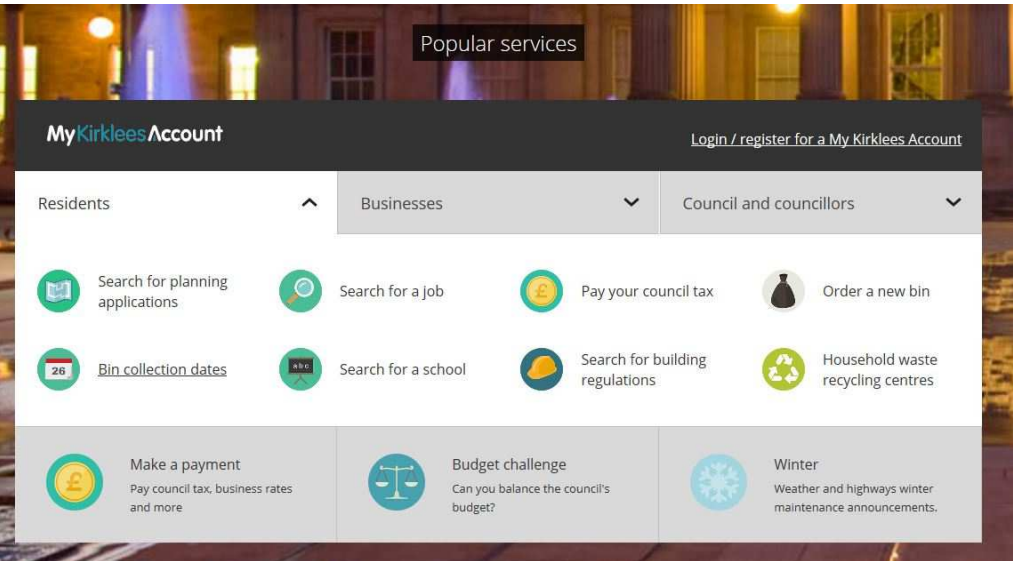 Popular services
MyKirkleesAccount
Login / register for a My Kirklees Account
Residents
Businesses
Council and councillors
Search for planning
applications
Search for a job
£
Pay your council tax
Order a new bin
26
Bin collection dates
abc
Search for a school
Search for building
regulations
Household waste
recycling centres
£
Make a payment
Pay council tax, business rates
and more
Budget challenge
Can you balance the council's
budget?
Winter
Weather and highways winter
maintenance announcements.